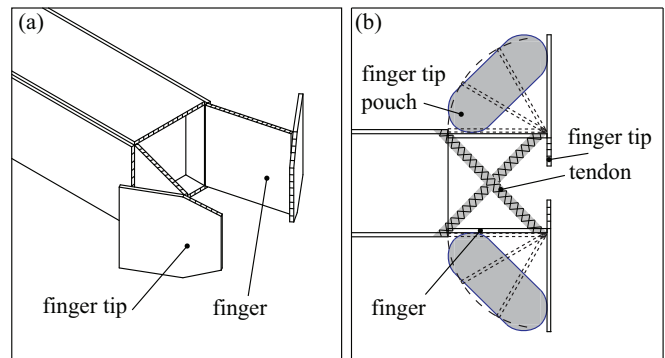 (a)
finger tip
finger
(b)
finger tip
pouch
finger tip
tendon
finger